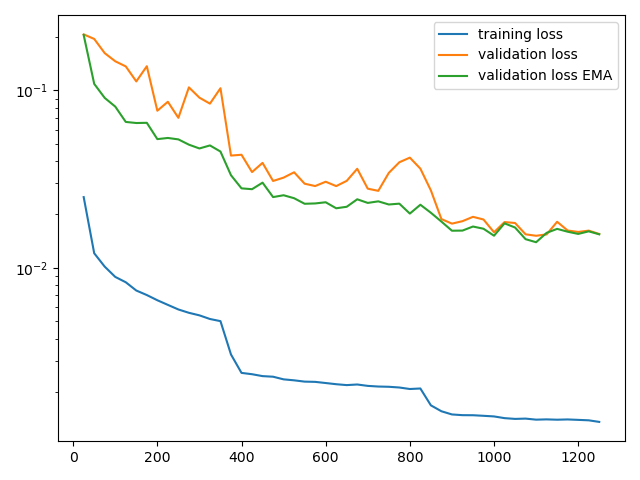 training loss
validation loss
validation loss EMA
10⁻¹
10⁻²
0 200 400 600 800 1000 1200